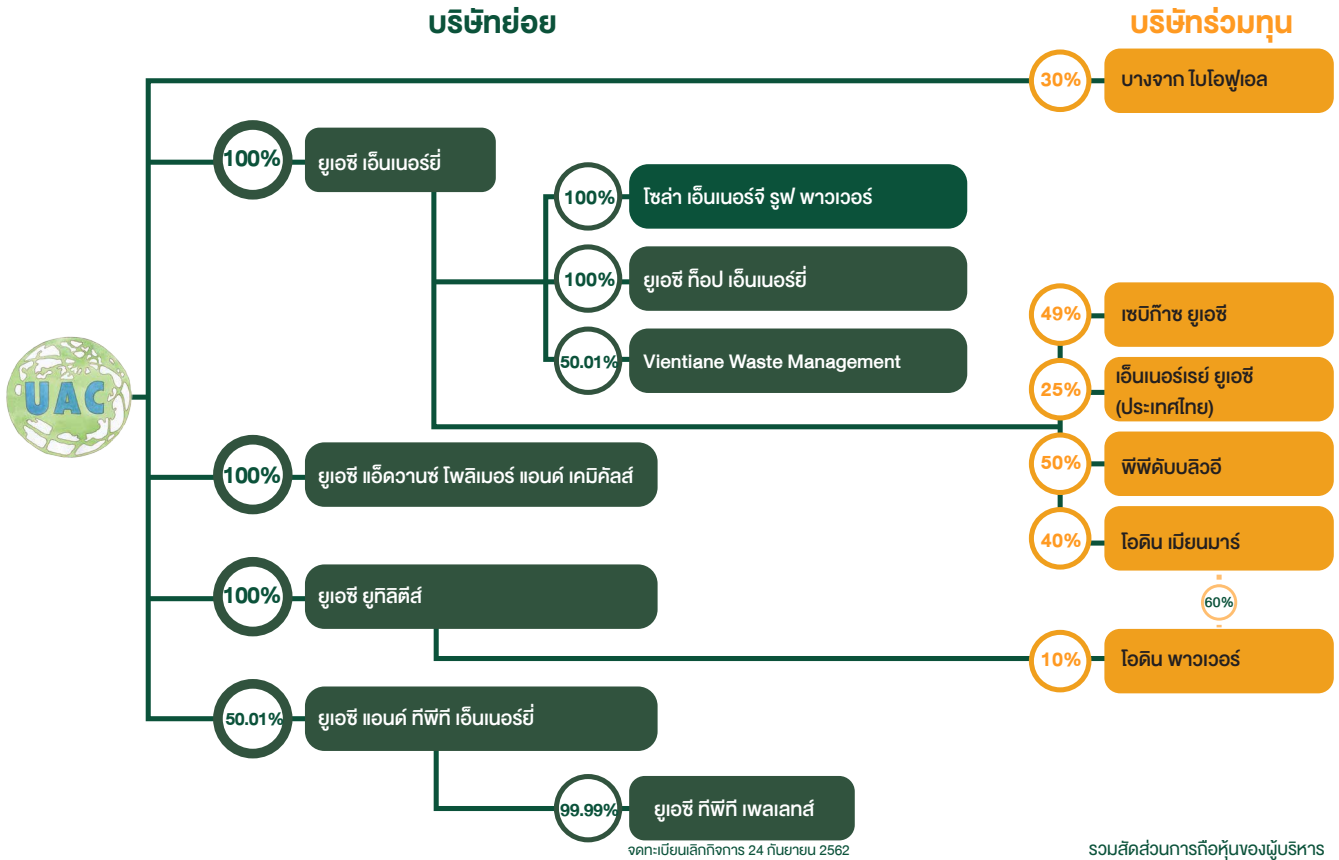 บริษัทย่อย
บริษัทร่วมทุน
30%
บางจาก ไบโอฟูเอล
100%
ยูเอซี เอ็นเนอร์ยี่
100%
โซล่า เอ็นเนอร์จี รูฟ พาวเวอร์
100%
ยูเอซี ท็อป เอ็นเนอร์ยี่
50.01%
Vientiane Waste Management
49%
เซบิก๊าซ ยูเอซี
25%
เอ็นเนอร์เรย์ ยูเอซี
(ประเทศไทย)
UAC
50%
พีพีดับบลิวอี
100%
ยูเอซี แอ็ดวานซ์ โพลิเมอร์ แอนด์ เคมิคัลส์
40%
โอดิน เมียนมาร์
100%
ยูเอซี ยูทิลิตีส์
60%
10%
โอดิน พาวเวอร์
50.01%
ยูเอซี แอนด์ ทีพีที เอ็นเนอร์ยี่
99.99%
ยูเอซี ทีพีที เพลเลทส์
จดทะเบียนเลิกกิจการ 24 กันยายน 2562
รวมสัดส่วนการถือหุ้นของผู้บริหาร